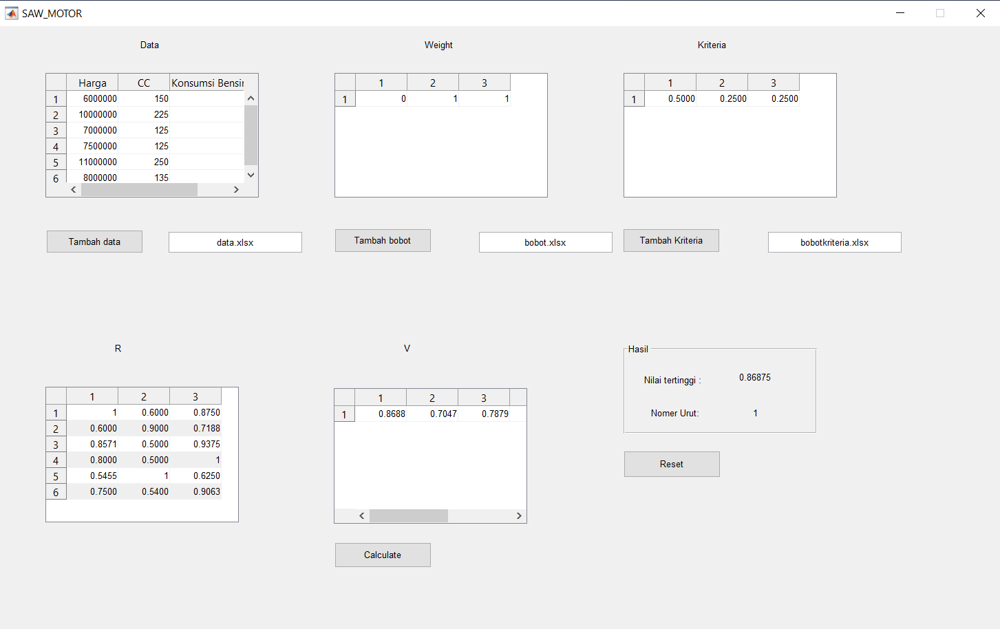 SAW_MOTOR
Data
Weight
Kriteria
Harga CC Konsumsi Bensin
1 6000000 150
2 10000000 225
3 7000000 125
4 7500000 125
5 11000000 250
6 8000000 135
1 2 3
1 0 1 1
1 2 3
1 0.5000 0.2500 0.2500
Tambah data
data.xlsx
Tambah bobot
bobot.xlsx
Tambah Kriteria
bobotkriteria.xlsx
R
1 2 3
1 1 0.6000 0.8750
2 0.6000 0.9000 0.7188
3 0.8571 0.5000 0.9375
4 0.8000 0.5000 1
5 0.5455 1 0.6250
6 0.7500 0.5400 0.9063
V
1 2 3
1 0.8688 0.7047 0.7879
Calculate
Hasil
Nilai tertinggi : 0.86875
Nomer Urut: 1
Reset